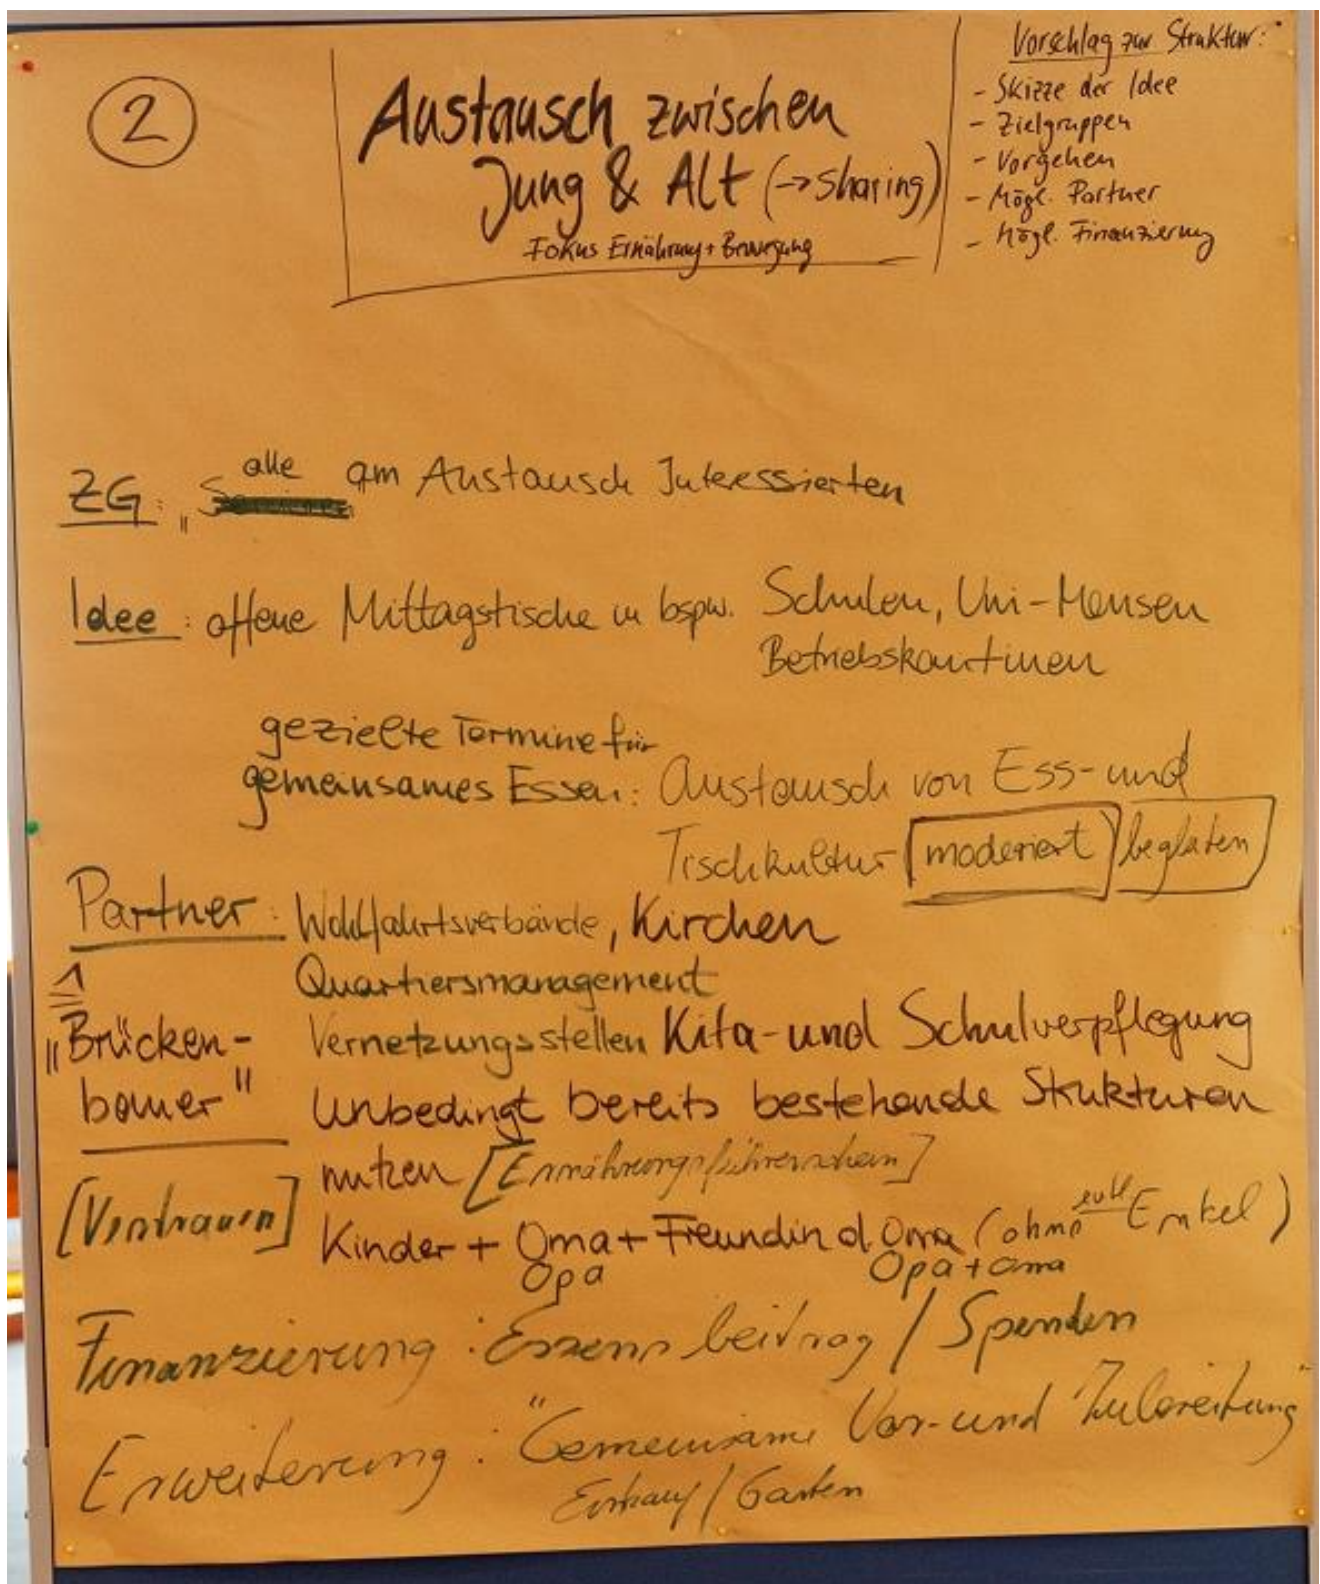 2
Austausch zwischen
Jung & Alt (→ sharing)
Fokus Ernährung + Bewegung
Vorschlag zur Struktur:
- Skizze der Idee
- Zielgruppen
- Vorgehen
- Mögl. Partner
- Mögl. Finanzierung
ZG: alle am Austausch Interessierten
Idee: offene Mittagstische in bspw. Schulen, Uni-Mensen
Betriebskantinen
gezielte Termine für
gemeinsames Essen: Austausch von Ess- und
Tischkultur [moderiert] begleiten]
Partner: Wohlfahrtsverbände, Kirchen
Quartiersmanagement
"Brücken- Vernetzungsstellen Kita- und Schulverpflegung
bauer" Unbedingt bereits bestehende Strukturen
nutzen [Ernährungsführerschein]
[Vertrauen] Kinder + Oma + Freundin d. Oma (ohne evtl Enkel)
Opa Opa + Oma
Finanzierung: Essensbeitrag / Spenden
Erweiterung: "Gemeinsame Vor- und Zubereitung"
Einkauf / Garten